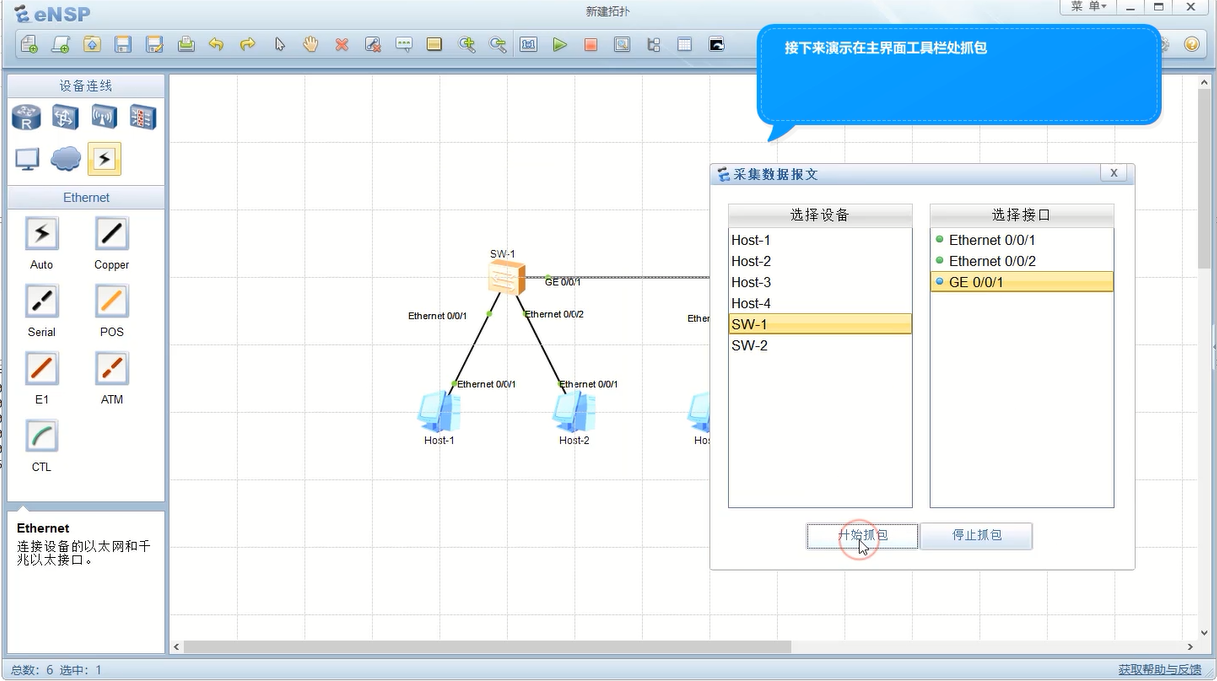 eNSP
新建拓扑
菜 单
接下来演示在主界面工具栏处抓包
设备连线
R
Ethernet
Auto
Copper
Serial
POS
E1
ATM
CTL
Ethernet
连接设备的以太网和千
兆以太接口。
SW-1
GE 0/0/1
Ethernet 0/0/1
Ethernet 0/0/2
Ether
Ethernet 0/0/1
Ethernet 0/0/1
Host-1
Host-2
Hos
采集数据报文
X
选择设备
Host-1
Host-2
Host-3
Host-4
SW-1
SW-2
选择接口
Ethernet 0/0/1
Ethernet 0/0/2
GE 0/0/1
开始抓包
停止抓包
总数: 6 选中: 1
获取帮助与反馈